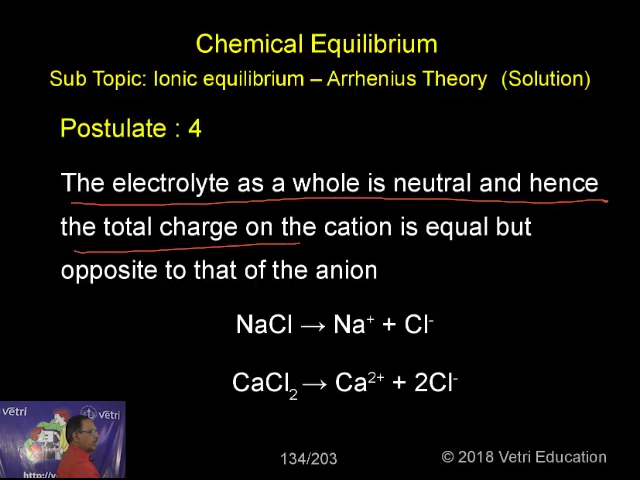 Chemical Equilibrium
Sub Topic: Ionic equilibrium – Arrhenius Theory (Solution)
Postulate : 4
The electrolyte as a whole is neutral and hence
the total charge on the cation is equal but
opposite to that of the anion
NaCl → Na⁺ + Cl⁻
CaCl₂ → Ca²⁺ + 2Cl⁻
vetri
vetri
134/203
© 2018 Vetri Education